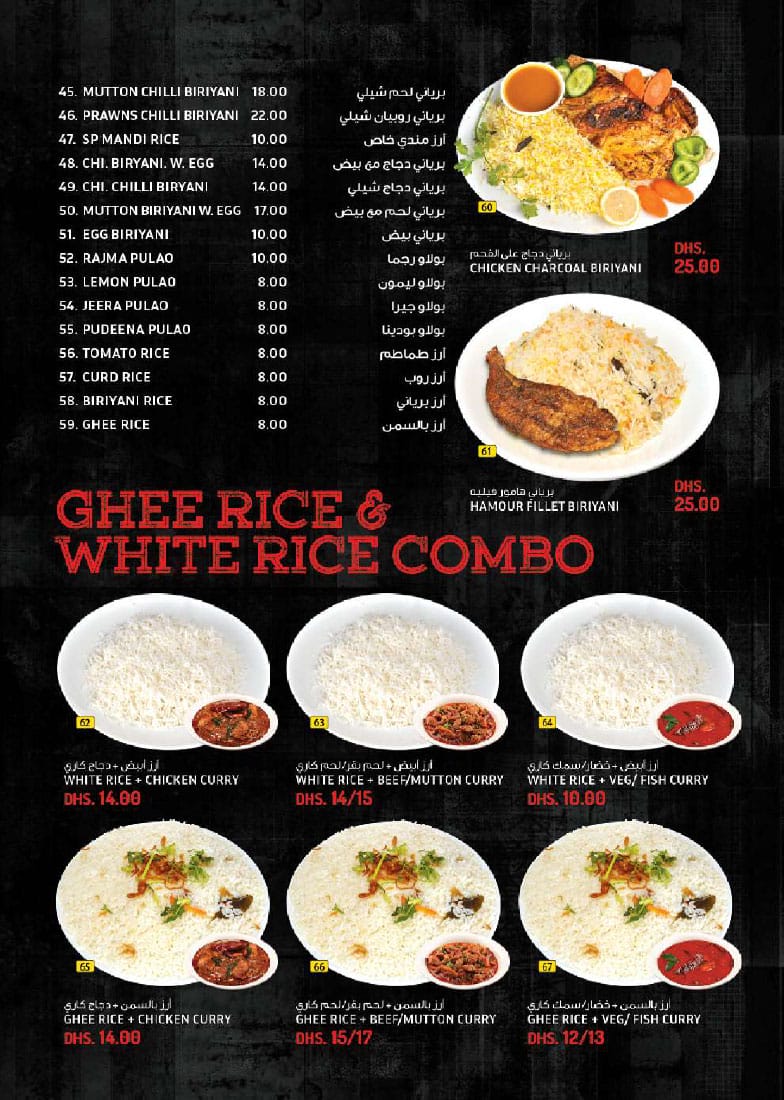 45. MUTTON CHILLI BIRIYANI 18.00 برياني لحم شيلي
46. PRAWNS CHILLI BIRIYANI 22.00 برياني روبيان شيلي
47. SP MANDI RICE 10.00 أرز مندي خاص
48. CHI. BIRYANI. W. EGG 14.00 برياني دجاج مع بيض
49. CHI. CHILLI BIRYANI 14.00 برياني دجاج شيلي
50. MUTTON BIRIYANI W. EGG 17.00 برياني لحم مع بيض
51. EGG BIRIYANI 10.00 برياني بيض
52. RAJMA PULAO 10.00 بولاو رجما
53. LEMON PULAO 8.00 بولاو ليمون
54. JEERA PULAO 8.00 بولاو جيرا
55. PUDEENA PULAO 8.00 بولاو بودينا
56. TOMATO RICE 8.00 أرز طماطم
57. CURD RICE 8.00 أرز روب
58. BIRIYANI RICE 8.00 أرز برياني
59. GHEE RICE 8.00 أرز بالسمن
60
برياني دجاج على الفحم
CHICKEN CHARCOAL BIRIYANI
DHS.
25.00
61
برياني هامور فيليه
HAMOUR FILLET BIRIYANI
DHS.
25.00
GHEE RICE &
WHITE RICE COMBO
62
أرز أبيض + دجاج كاري
WHITE RICE + CHICKEN CURRY
DHS. 14.00
63
أرز أبيض + لحم بقر/لحم كاري
WHITE RICE + BEEF/MUTTON CURRY
DHS. 14/15
64
أرز أبيض + خضار/سمك كاري
WHITE RICE + VEG/ FISH CURRY
DHS. 10.00
65
أرز بالسمن + دجاج كاري
GHEE RICE + CHICKEN CURRY
DHS. 14.00
66
أرز بالسمن + لحم بقر/لحم كاري
GHEE RICE + BEEF/MUTTON CURRY
DHS. 15/17
67
أرز بالسمن + خضار/سمك كاري
GHEE RICE + VEG/ FISH CURRY
DHS. 12/13